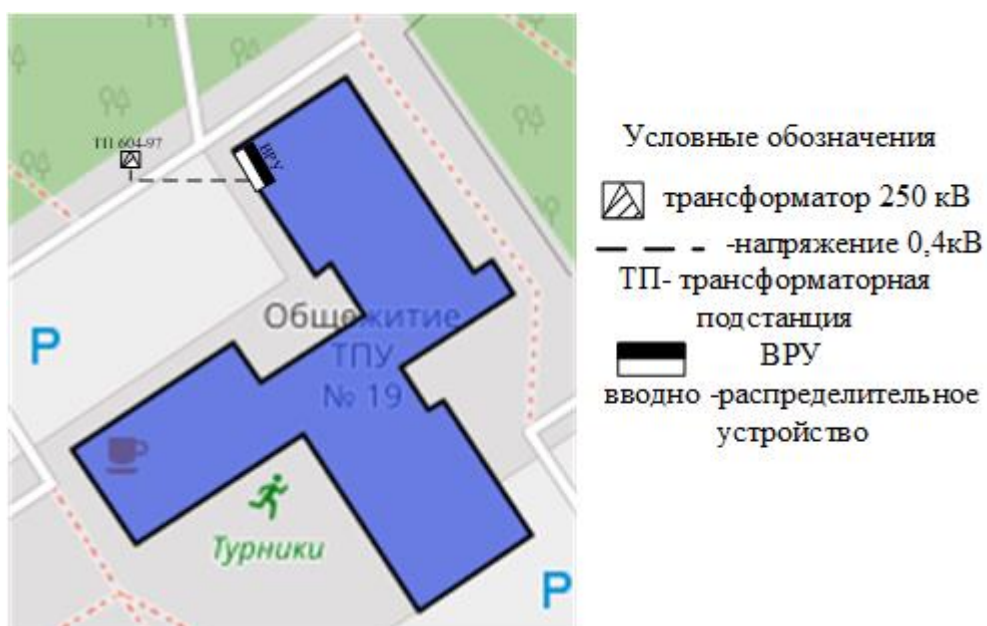 ТП 604-97
ВРУ
Общежитие
ТПУ
№ 19
P
Турники
P
Условные обозначения
трансформатор 250 кВ
-напряжение 0,4кВ
ТП- трансформаторная
подстанция
ВРУ
вводно -распределительное
устройство